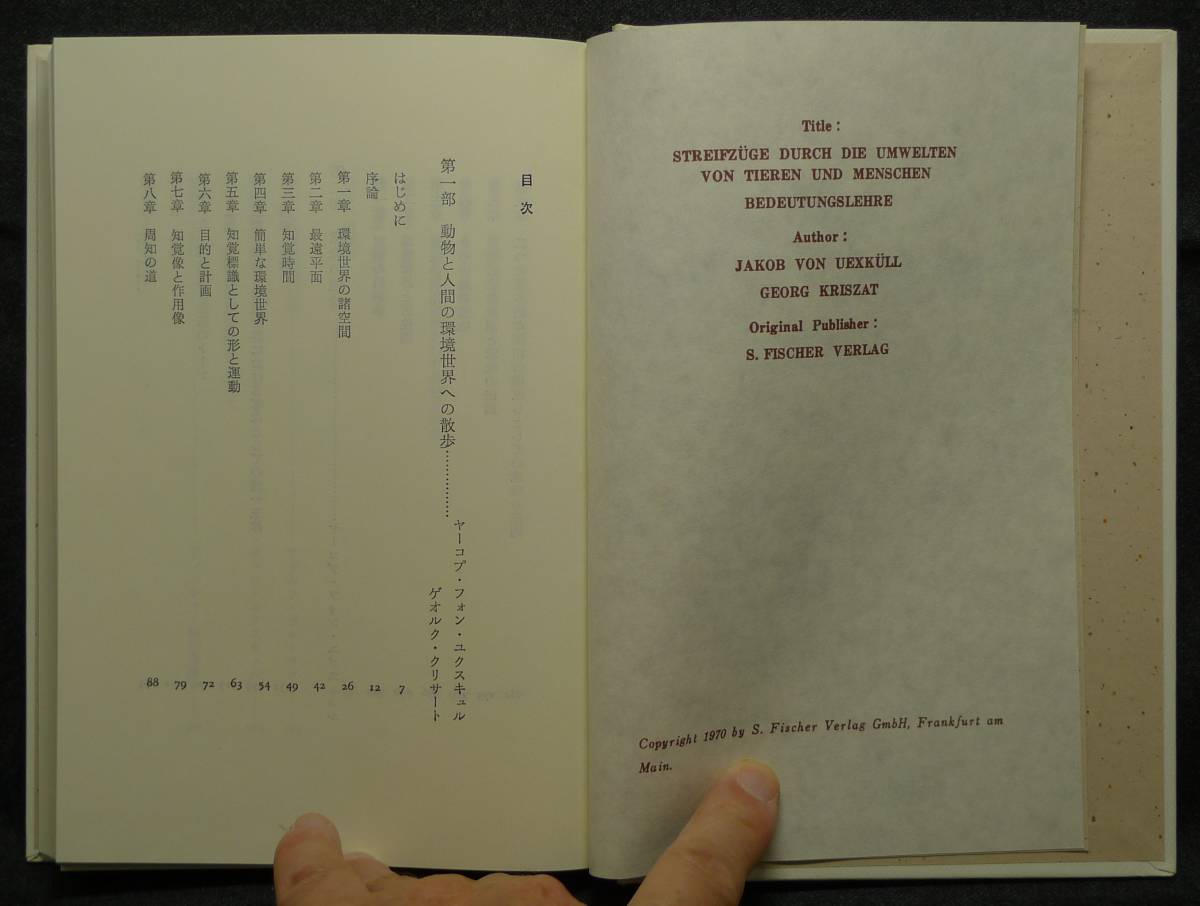 Title :
STREIFZÜGE DURCH DIE UMWELTEN
VON TIEREN UND MENSCHEN
BEDEUTUNGSLEHRE
Author :
JAKOB VON UEXKÜLL
GEORG KRISZAT
Original Publisher :
S. FISCHER VERLAG
Copyright 1970 by S. Fischer Verlag GmbH, Frankfurt am
Main.
目次
第一部 動物と人間の環境世界への散歩……………
ヤーコプ・フォン・ユクスキュル
ゲオルク・クリサート
はじめに 7
序論 12
第一章 環境世界の諸空間 26
第二章 最遠平面 42
第三章 知覚時間 49
第四章 簡単な環境世界 54
第五章 知覚標識としての形と運動 63
第六章 目的と計画 72
第七章 知覚像と作用像 79
第八章 周知の道 88